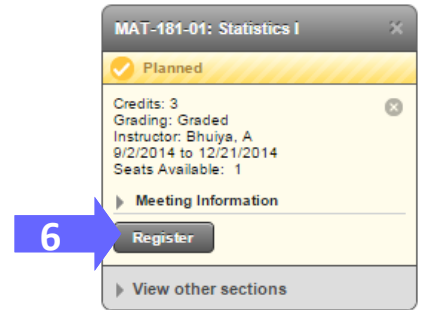 MAT-181-01: Statistics I
Planned
Credits: 3
Grading: Graded
Instructor: Bhuiya, A
9/2/2014 to 12/21/2014
Seats Available: 1
Meeting Information
6
Register
View other sections